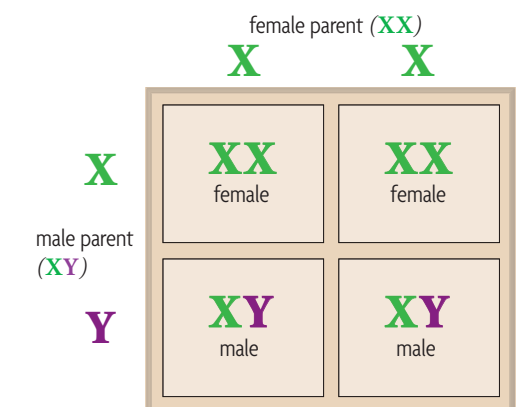 female parent (XX)
X X
X
XX XX
female female
male parent
(XY)
Y
XY XY
male male